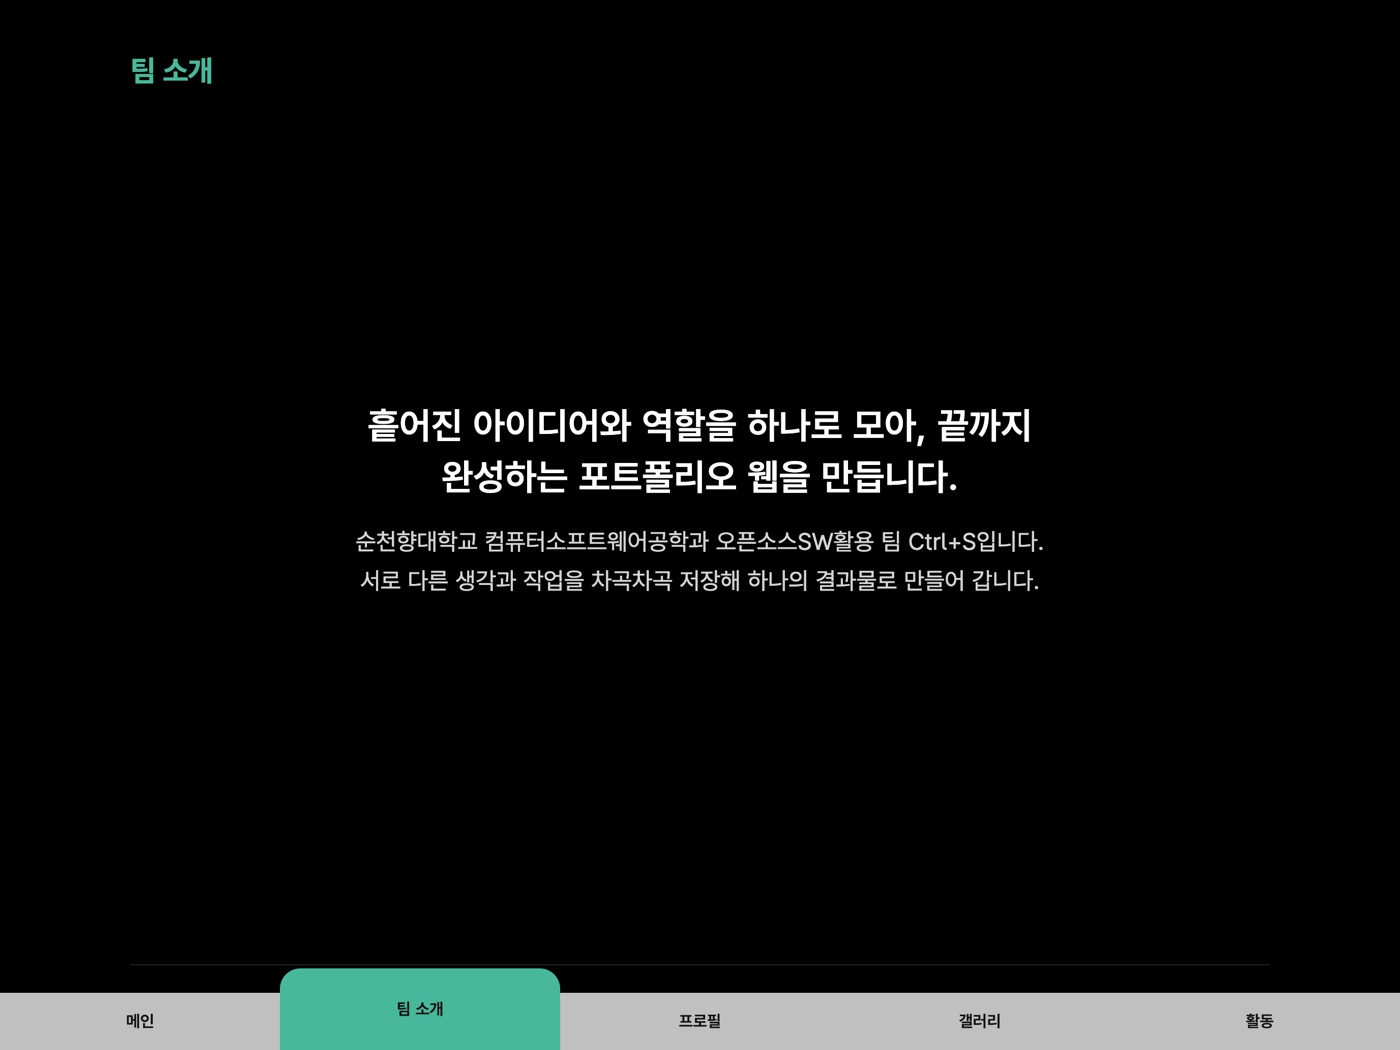 팀 소개
흩어진 아이디어와 역할을 하나로 모아, 끝까지
완성하는 포트폴리오 웹을 만듭니다.
순천향대학교 컴퓨터소프트웨어공학과 오픈소스SW활용 팀 Ctrl+S입니다.
서로 다른 생각과 작업을 차곡차곡 저장해 하나의 결과물로 만들어 갑니다.
메인
팀 소개
프로필
갤러리
활동